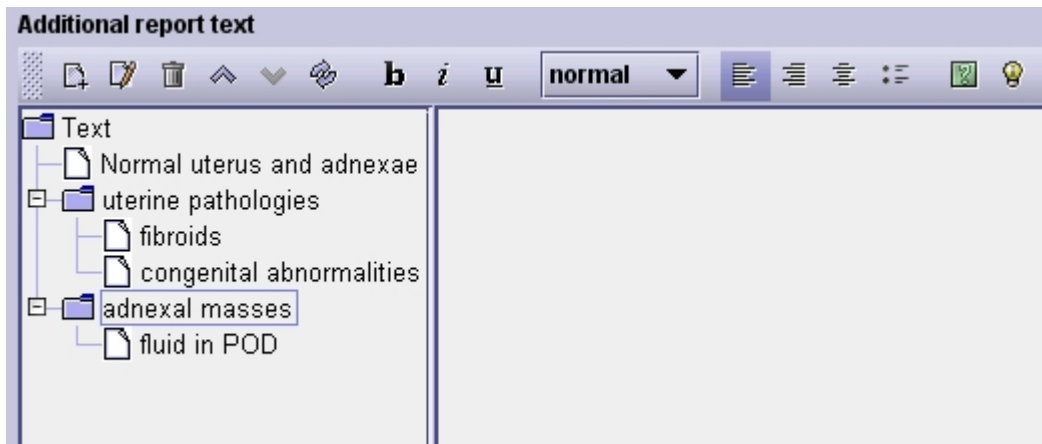 Additional report text
b i u normal
Text
Normal uterus and adnexae
uterine pathologies
fibroids
congenital abnormalities
adnexal masses
fluid in POD